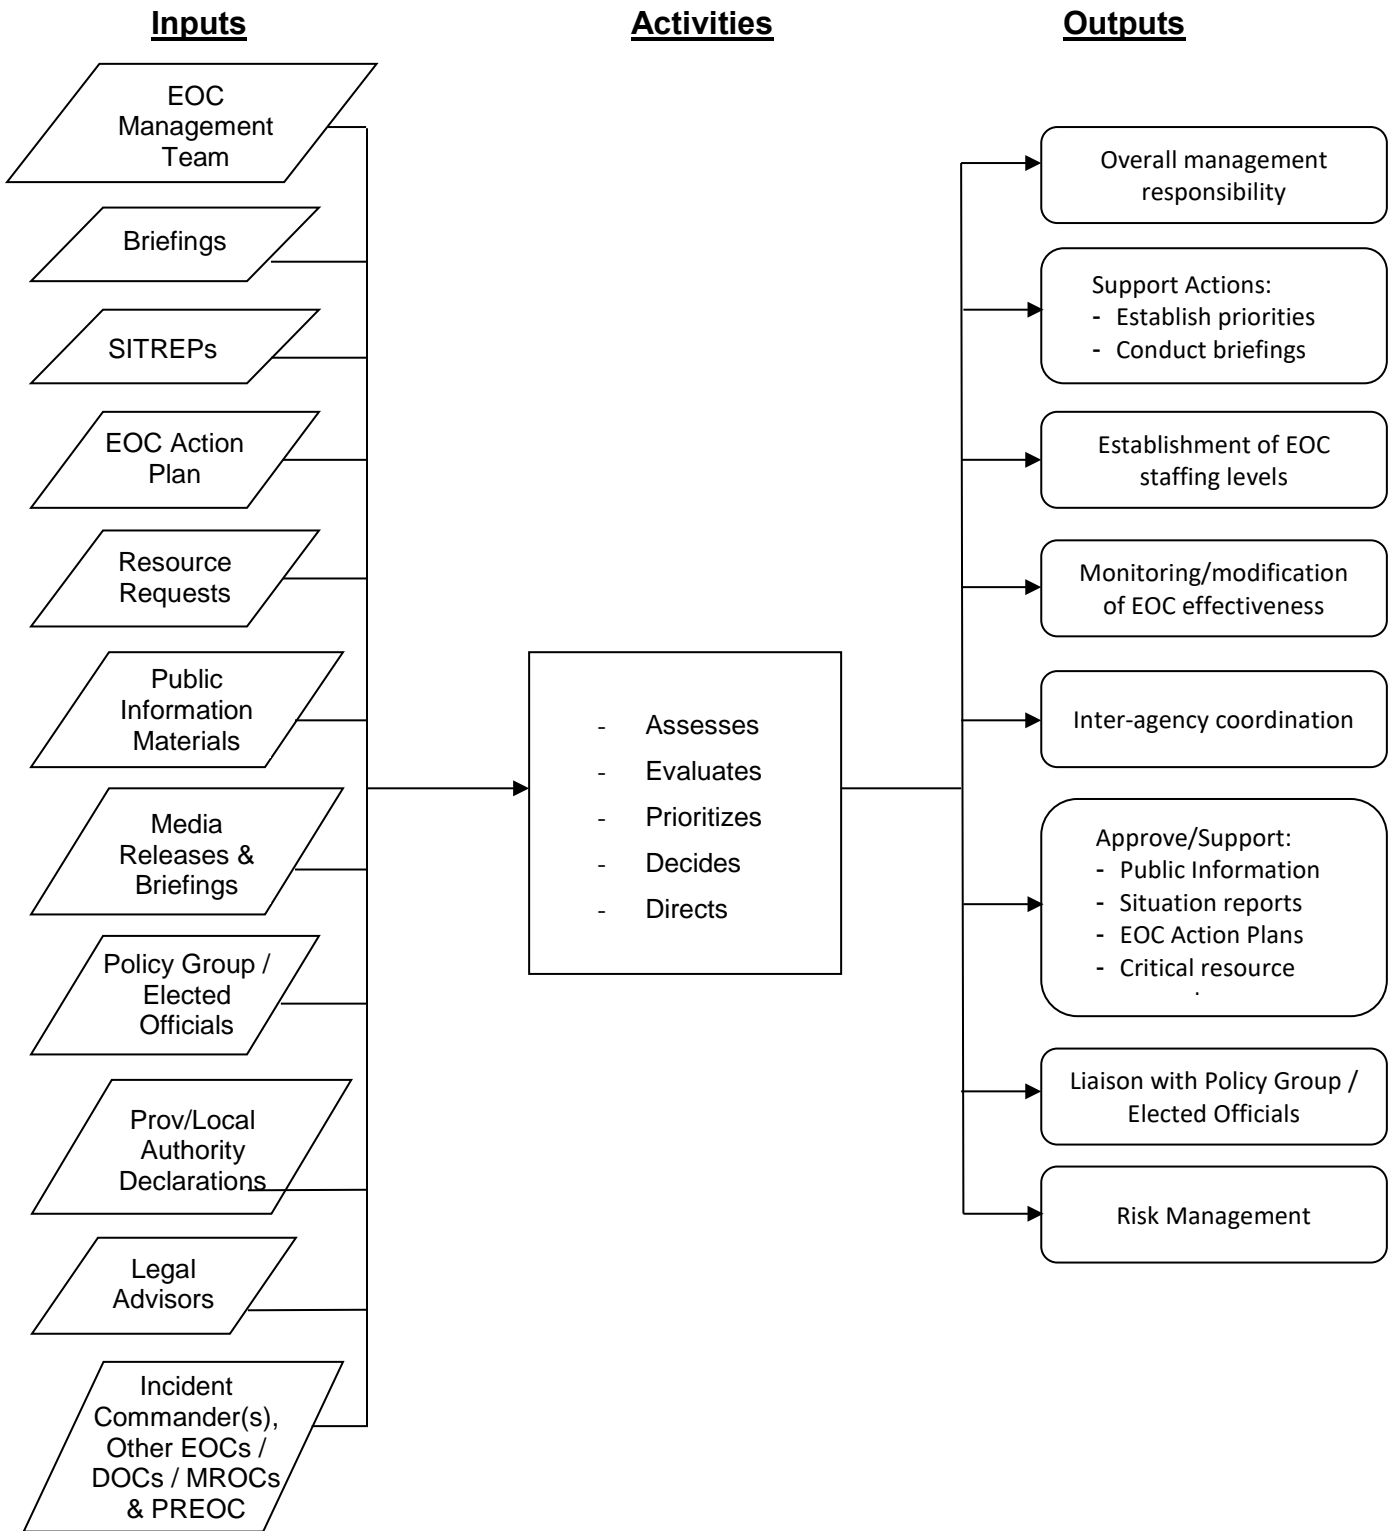 Inputs
Activities
Outputs
EOC
Management
Team
Briefings
SITREPs
EOC Action
Plan
Resource
Requests
Public
Information
Materials
Media
Releases &
Briefings
Policy Group /
Elected
Officials
Prov/Local
Authority
Declarations
Legal
Advisors
Incident
Commander(s),
Other EOCs /
DOCs / MROCs
& PREOC
- Assesses
- Evaluates
- Prioritizes
- Decides
- Directs
Overall management
responsibility
Support Actions:
- Establish priorities
- Conduct briefings
Establishment of EOC
staffing levels
Monitoring/modification
of EOC effectiveness
Inter-agency coordination
Approve/Support:
- Public Information
- Situation reports
- EOC Action Plans
- Critical resource
Liaison with Policy Group /
Elected Officials
Risk Management